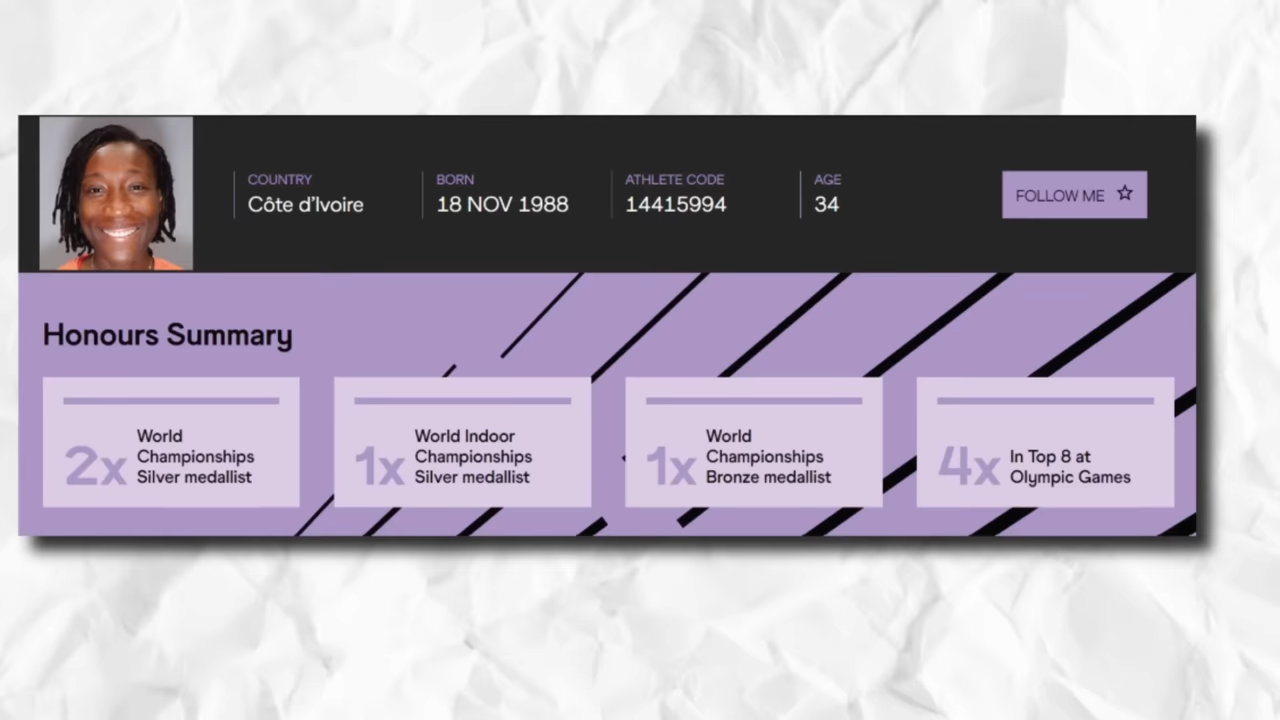 COUNTRY
Côte d'Ivoire
BORN
18 NOV 1988
ATHLETE CODE
14415994
AGE
34
FOLLOW ME
Honours Summary
2x
World
Championships
Silver medallist
1x
World Indoor
Championships
Silver medallist
1x
World
Championships
Bronze medallist
4x
In Top 8 at
Olympic Games